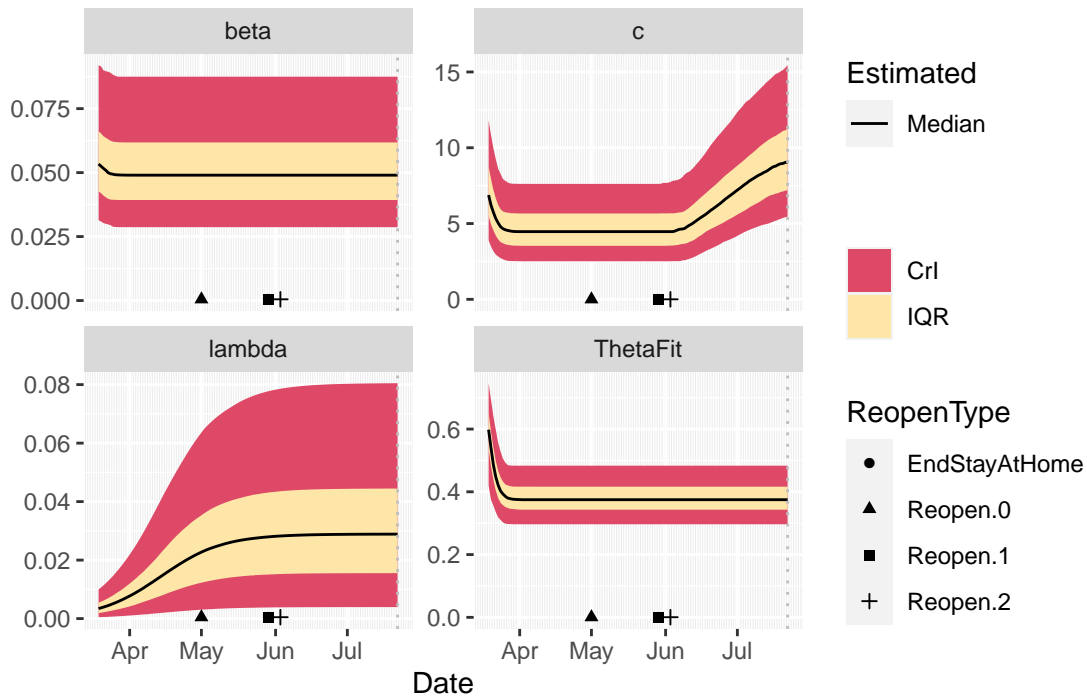 beta
c
0.075
0.050
0.025
0.000
15
10
5
0
lambda
ThetaFit
0.08
0.06
0.04
0.02
0.00
0.6
0.4
0.2
0.0
Apr May Jun Jul
Apr May Jun Jul
Date
Estimated
Median
CrI
IQR
ReopenType
EndStayAtHome
Reopen.0
Reopen.1
Reopen.2